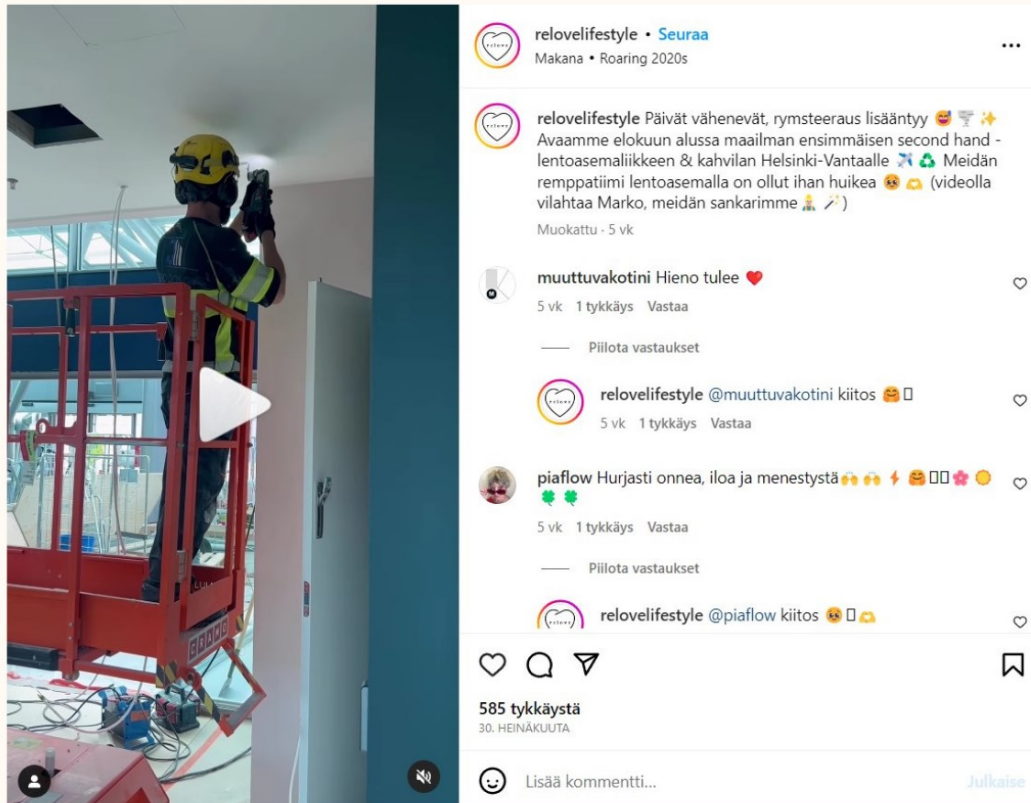 relovelifestyle • Seuraa
Makana • Roaring 2020s
relovelifestyle Päivät vähenevät, rymsteeraus lisääntyy 😅 🌪️ ✨
Avaamme elokuun alussa maailman ensimmäisen second hand -
lentoasemaliikkeen & kahvilan Helsinki-Vantaalle ✈️ ♻️ Meidän
remppatiimi lentoasemalla on ollut ihan huikea 🥹 🫶 (videolla
vilahtaa Marko, meidän sankarimme 👷 🪄)
Muokattu · 5 vk
muuttuvakotini Hieno tulee ❤️
5 vk 1 tykkäys Vastaa
Piilota vastaukset
relovelifestyle @muuttuvakotini kiitos 🤗
5 vk 1 tykkäys Vastaa
piaflow Hurjasti onnea, iloa ja menestystä 🙌 🙌 ⚡ 🤗 🌸 🌞
🍀 🍀
5 vk 1 tykkäys Vastaa
Piilota vastaukset
relovelifestyle @piaflow kiitos 🥹 🫶
585 tykkäystä
30. HEINÄKUUTA
Lisää kommentti...
Julkaise